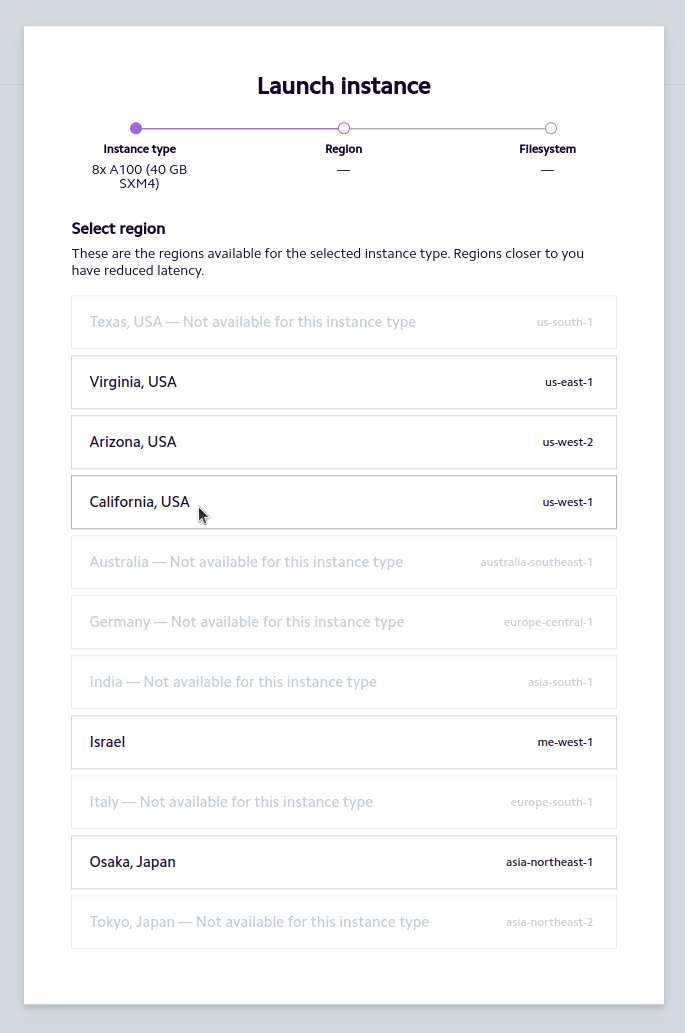 Launch instance
Instance type
Region
Filesystem
8x A100 (40 GB
SXM4)
—
—
Select region
These are the regions available for the selected instance type. Regions closer to you
have reduced latency.
Texas, USA — Not available for this instance type us-south-1
Virginia, USA us-east-1
Arizona, USA us-west-2
California, USA us-west-1
Australia — Not available for this instance type australia-southeast-1
Germany — Not available for this instance type europe-central-1
India — Not available for this instance type asia-south-1
Israel me-west-1
Italy — Not available for this instance type europe-south-1
Osaka, Japan asia-northeast-1
Tokyo, Japan — Not available for this instance type asia-northeast-2